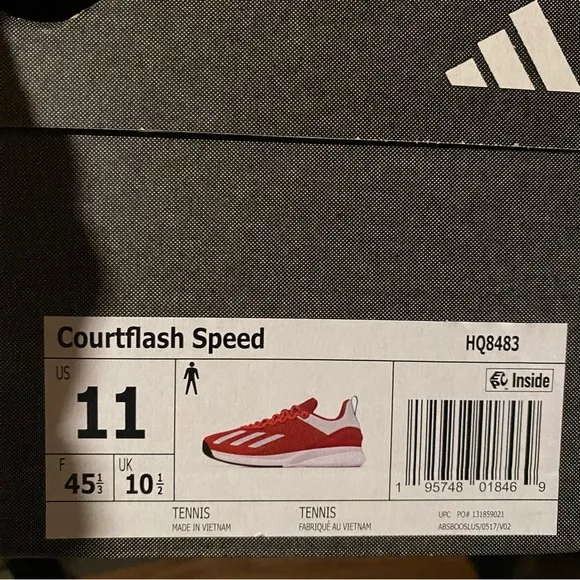 Courtflash Speed HQ8483
US
11
Inside
F 45⅓ UK 10½
1 95748 01846 9
TENNIS TENNIS
MADE IN VIETNAM FABRIQUÉ AU VIETNAM
UPC PO# 131859021
ABSBOOSLUS/0517/V02